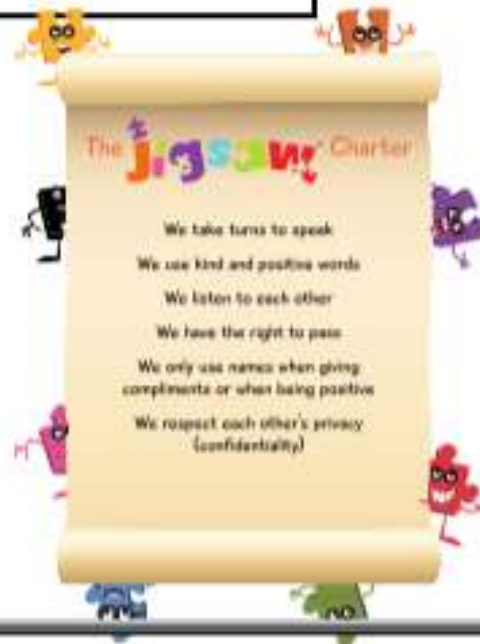 The Jigsaw Charter
We take turns to speak
We use kind and positive words
We listen to each other
We have the right to pass
We only use names when giving
compliments or when being positive
We respect each other's privacy
(confidentiality)